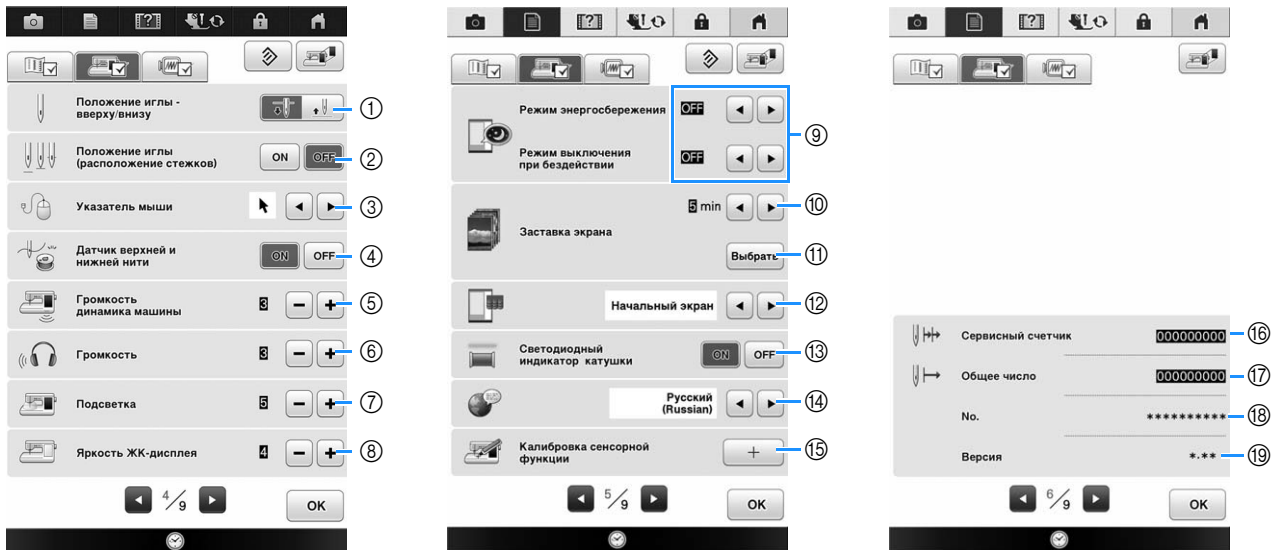 Положение иглы -
вверху/внизу
①
Положение иглы
(расположение стежков)
ON OFF ②
Указатель мыши
③
Датчик верхней и
нижней нити
ON OFF ④
Громкость
динамика машины
3 − + ⑤
Громкость 3 − + ⑥
Подсветка 5 − + ⑦
Яркость ЖК-дисплея 4 − + ⑧
4/9 OK
Режим энергосбережения OFF
⑨
Режим выключения
при бездействии
OFF
5 min ⑩
Заставка экрана
Выбрать ⑪
Начальный экран ⑫
Светодиодный
индикатор катушки
ON OFF ⑬
Русский
(Russian)
⑭
Калибровка сенсорной
функции
+ ⑮
5/9 OK
Сервисный счетчик 000000000 ⑯
Общее число 000000000 ⑰
No. ********** ⑱
Версия *.** ⑲
6/9 OK